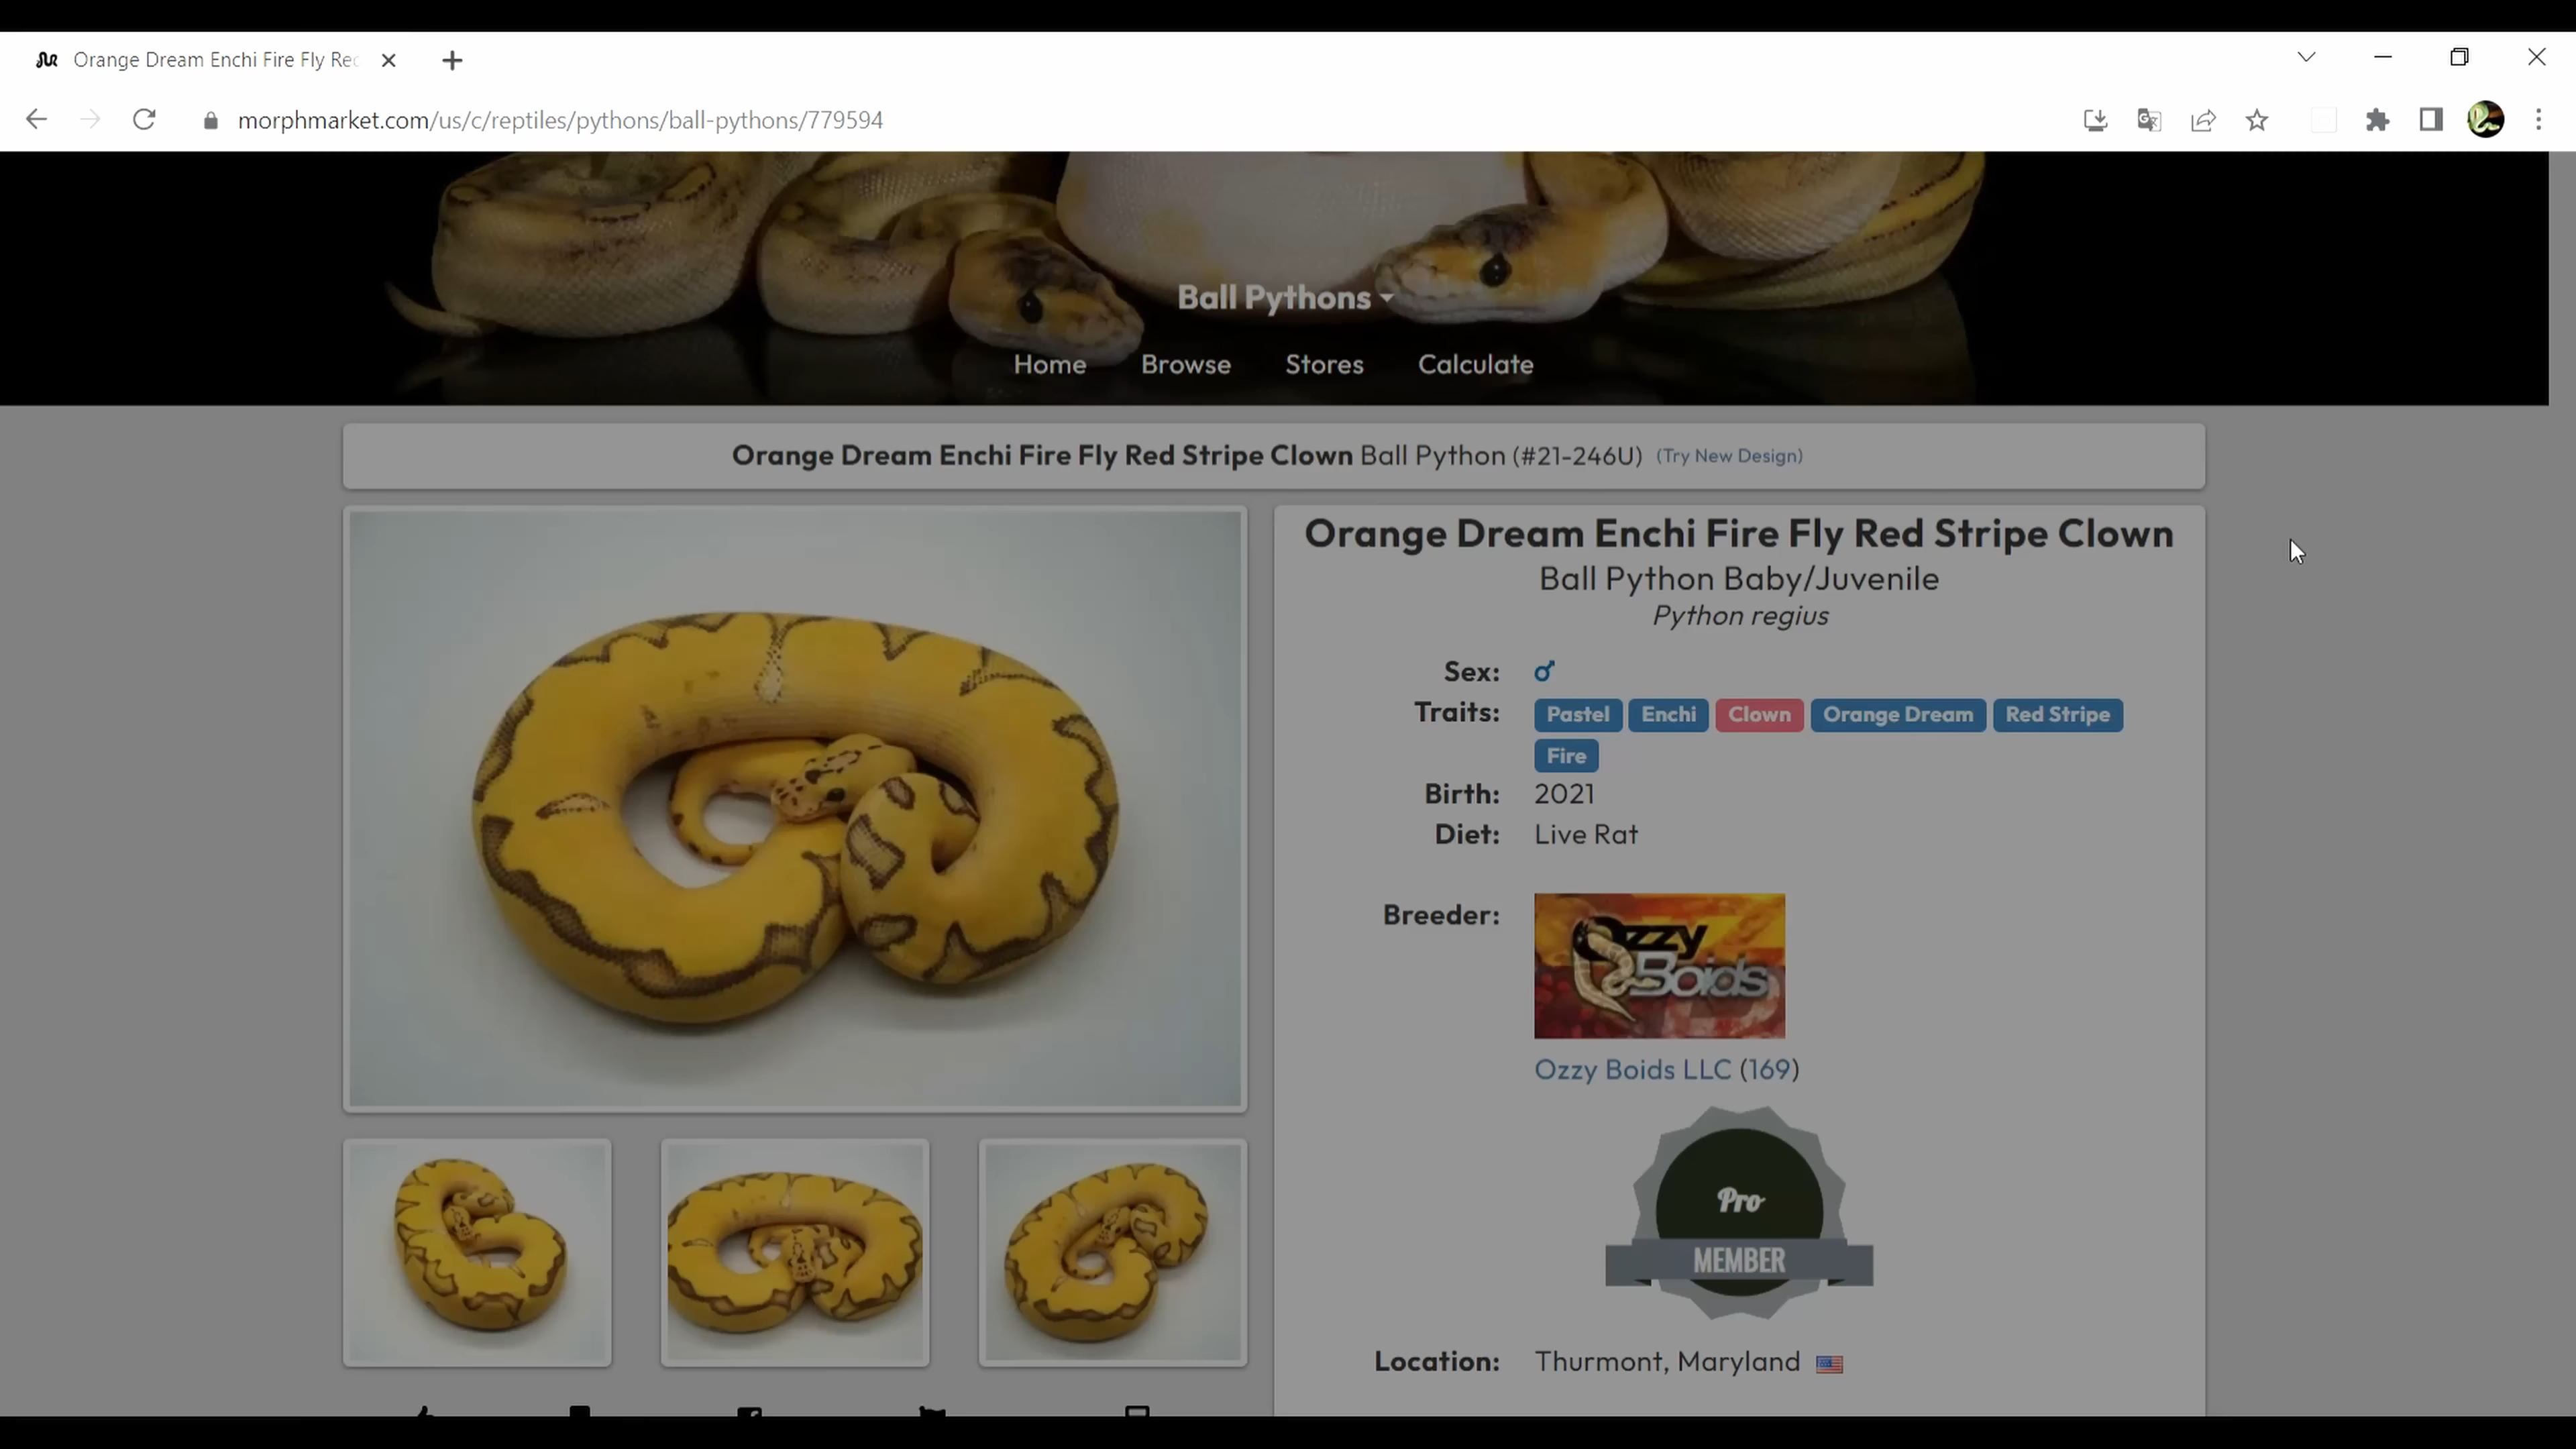 Orange Dream Enchi Fire Fly Rec
morphmarket.com/us/c/reptiles/pythons/ball-pythons/779594
Ball Pythons
Home Browse Stores Calculate
Orange Dream Enchi Fire Fly Red Stripe Clown Ball Python (#21-246U) (Try New Design)
Orange Dream Enchi Fire Fly Red Stripe Clown
Ball Python Baby/Juvenile
Python regius
Sex: ♂
Traits: Pastel Enchi Clown Orange Dream Red Stripe
Fire
Birth: 2021
Diet: Live Rat
Breeder:
Ozzy
Boids
Ozzy Boids LLC (169)
Pro
MEMBER
Location: Thurmont, Maryland